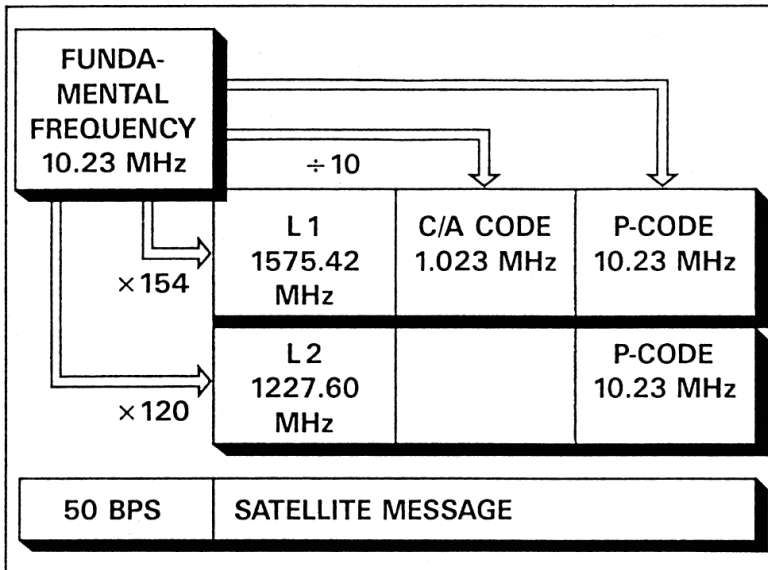 FUNDA-
MENTAL
FREQUENCY
10.23 MHz
÷10
×154
×120
L1
1575.42
MHz
C/A CODE
1.023 MHz
P-CODE
10.23 MHz
L2
1227.60
MHz
P-CODE
10.23 MHz
50 BPS
SATELLITE MESSAGE